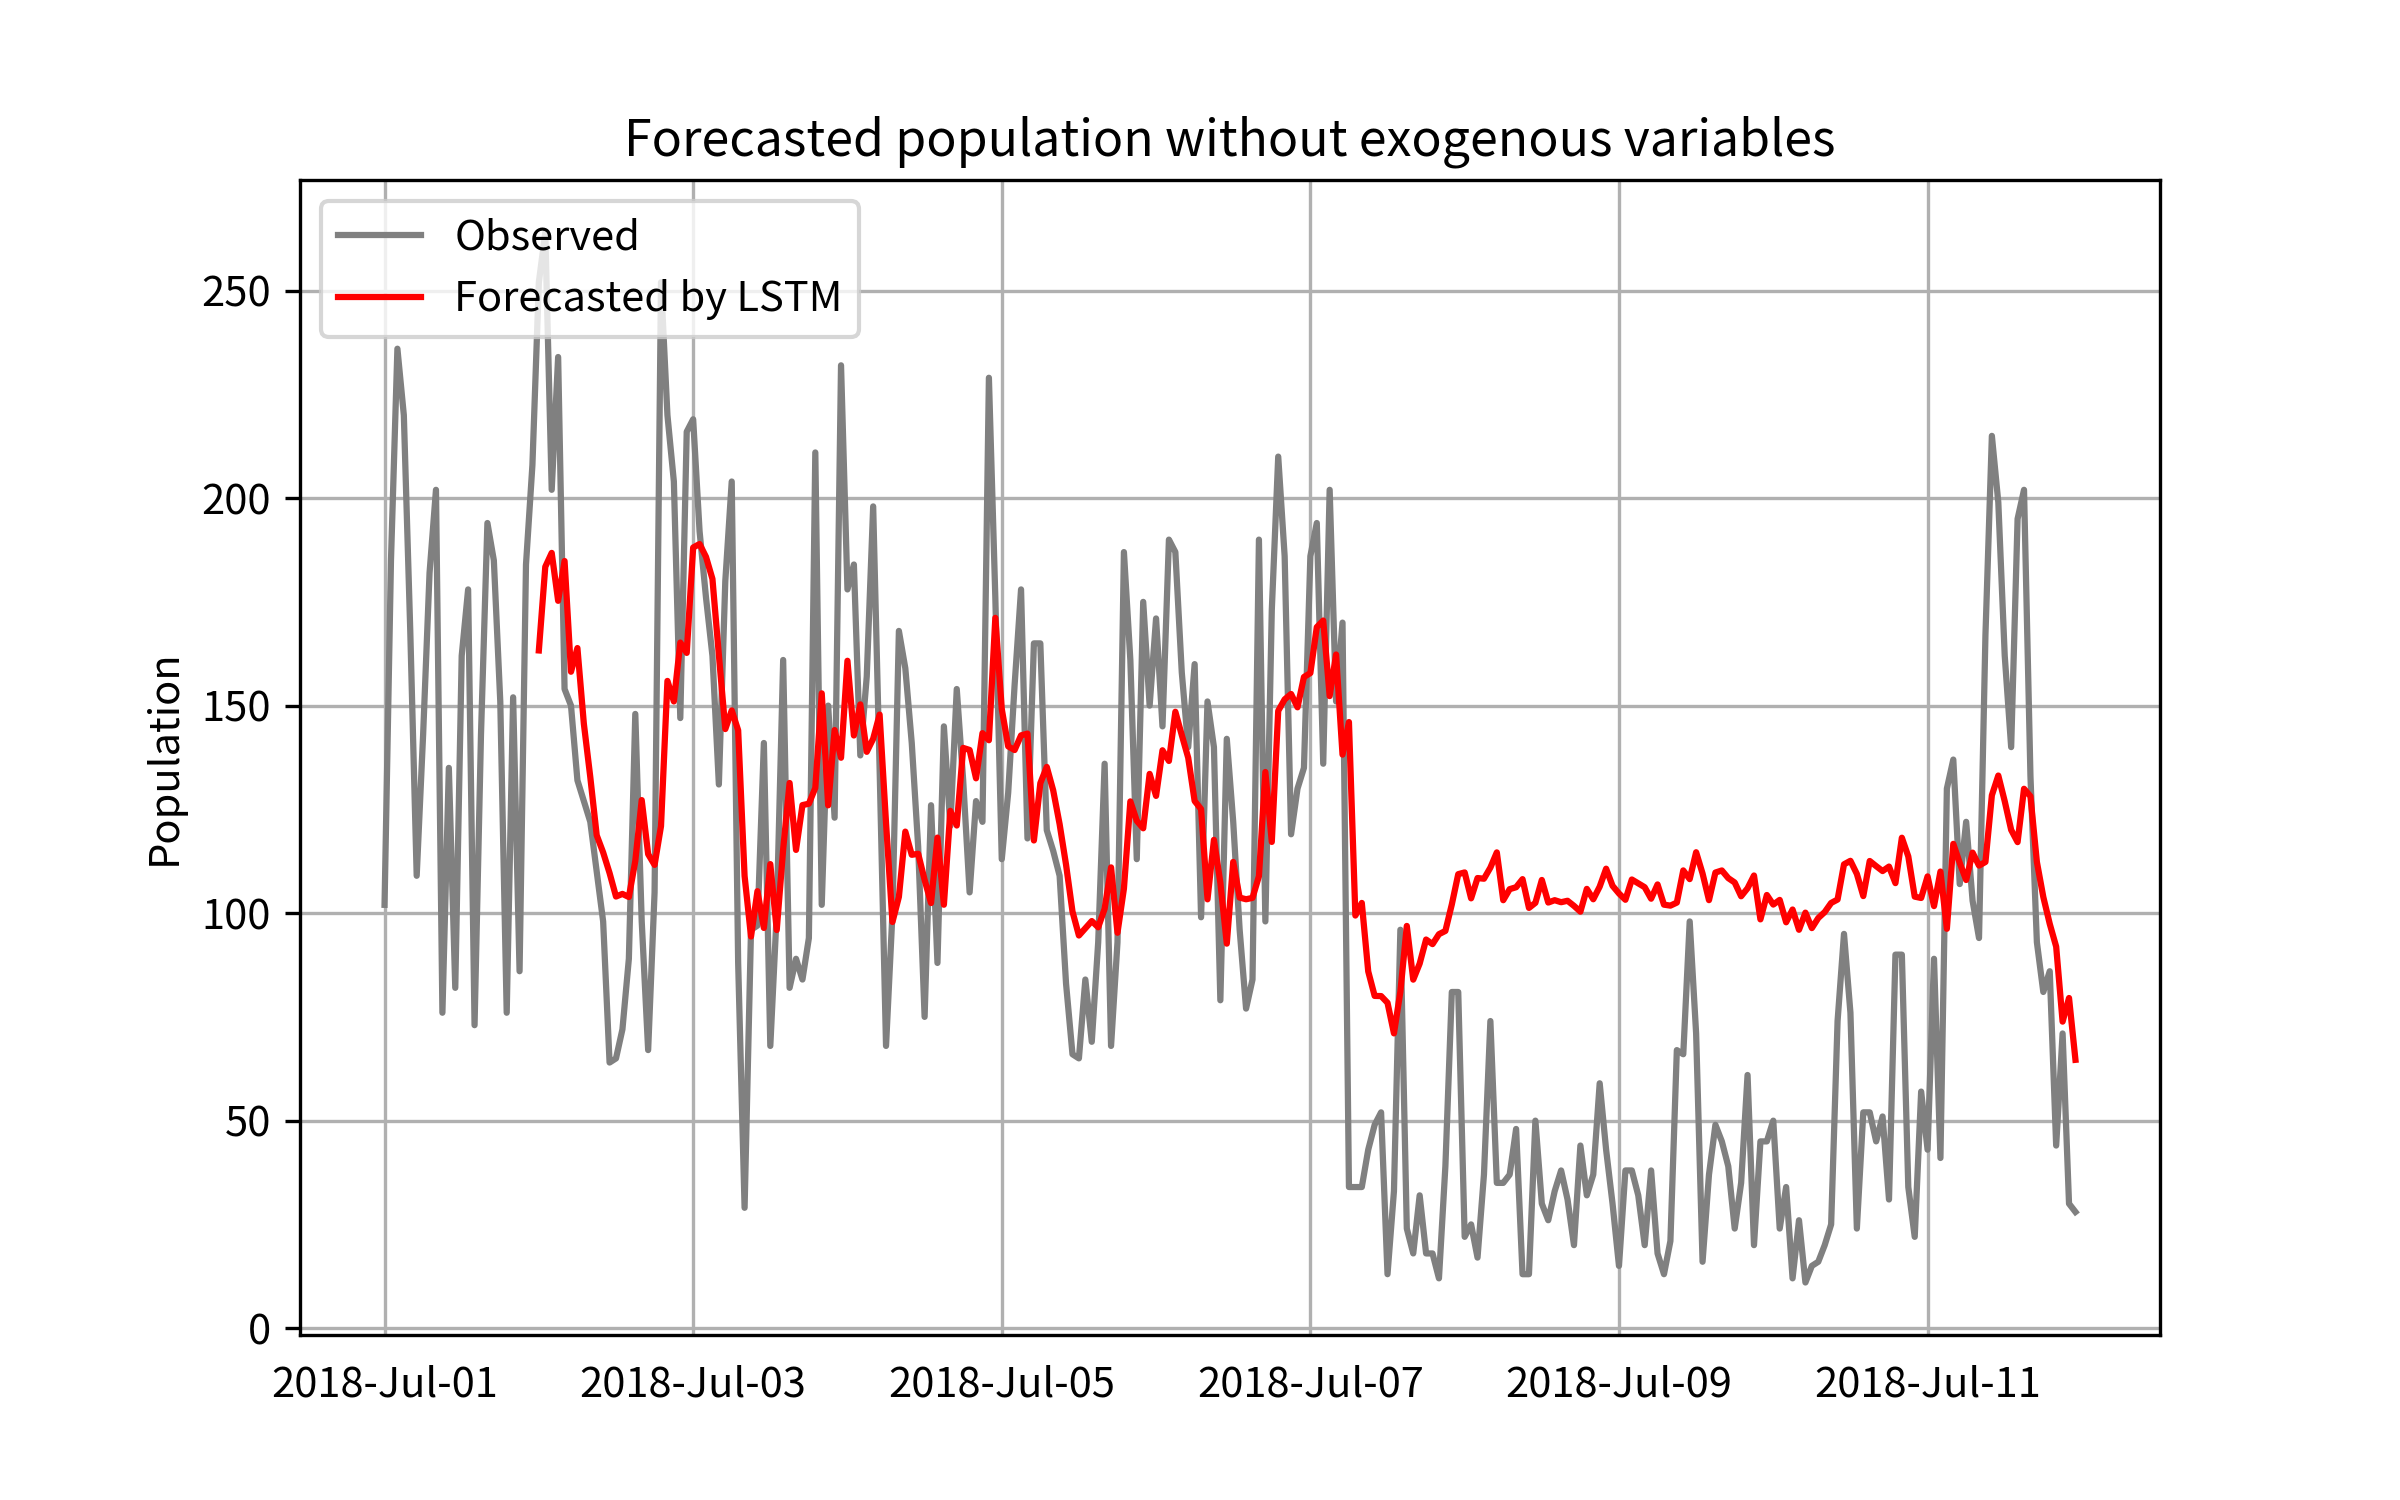 Forecasted population without exogenous variables
Observed
Forecasted by LSTM
Population
250
200
150
100
50
0
2018-Jul-01 2018-Jul-03 2018-Jul-05 2018-Jul-07 2018-Jul-09 2018-Jul-11